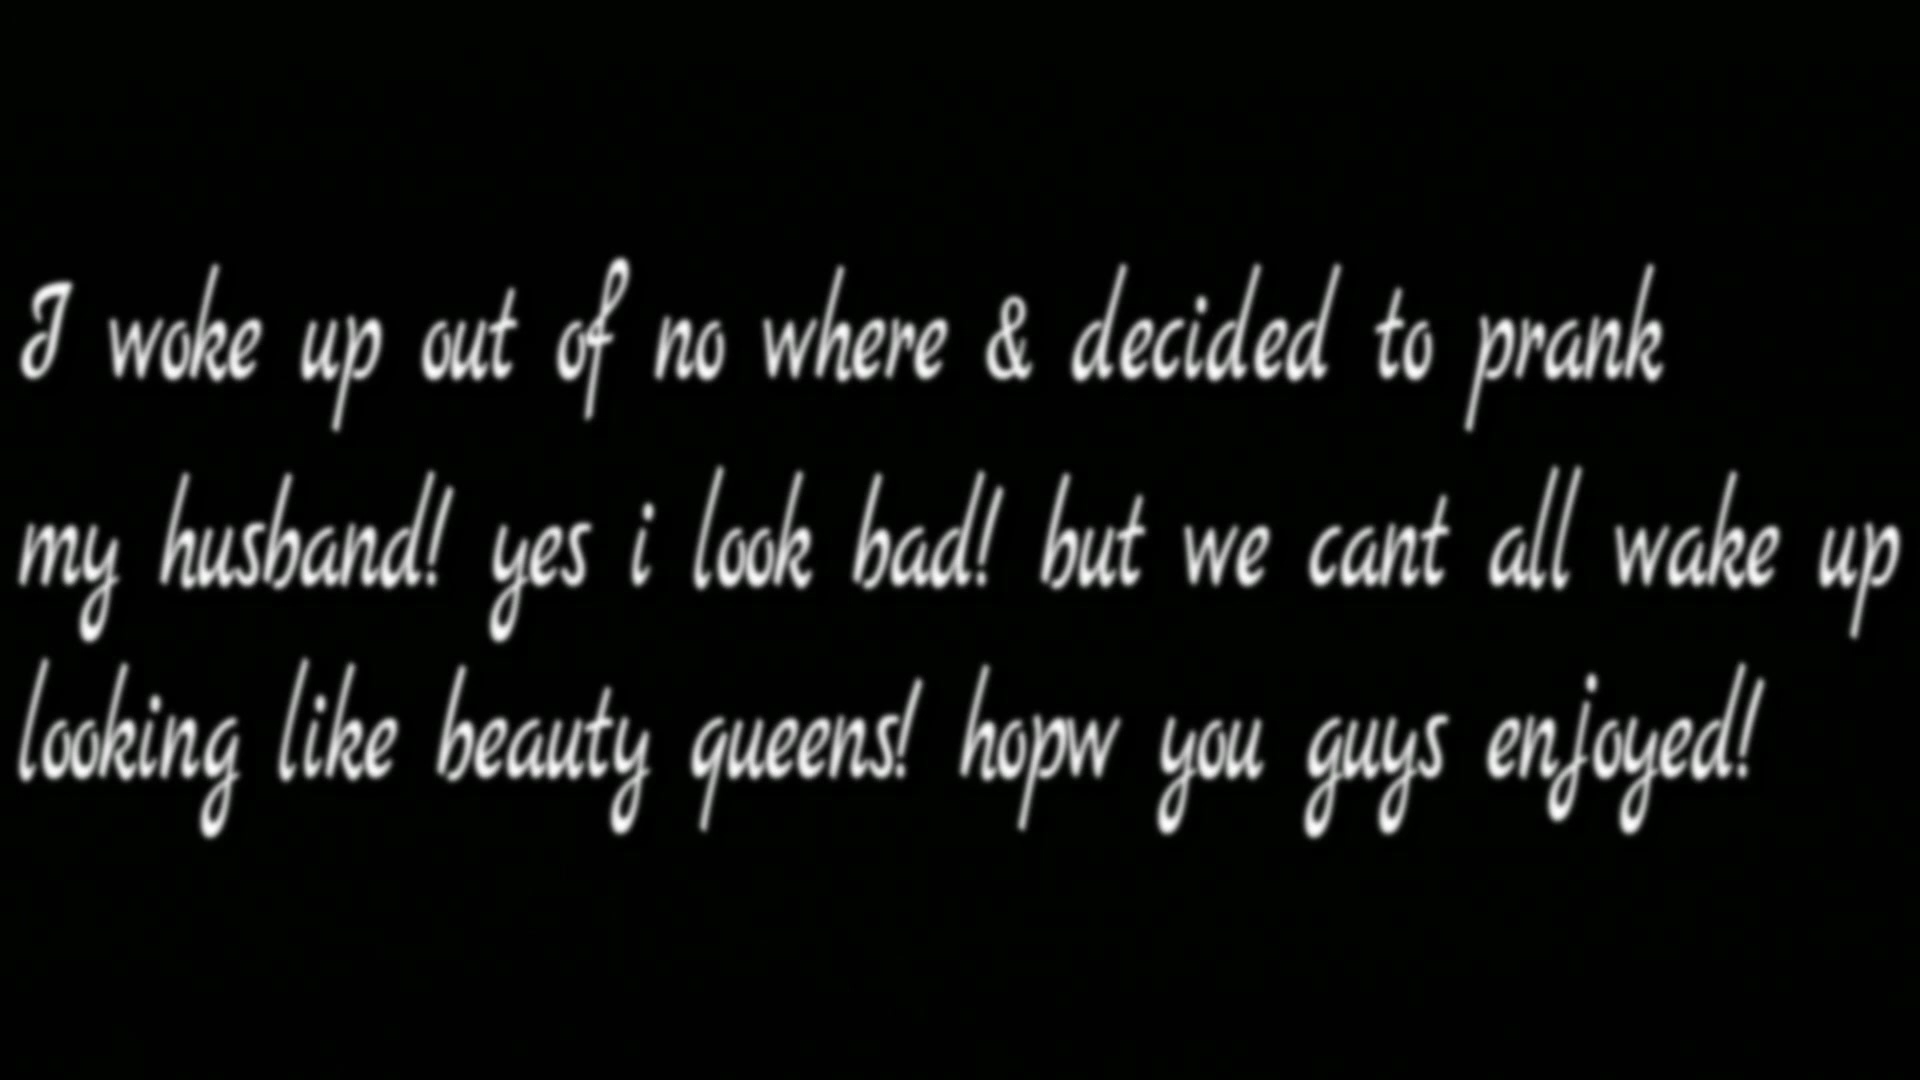 I woke up out of no where & decided to prank
my husband! yes i look bad! but we cant all wake up
looking like beauty queens! hopw you guys enjoyed!